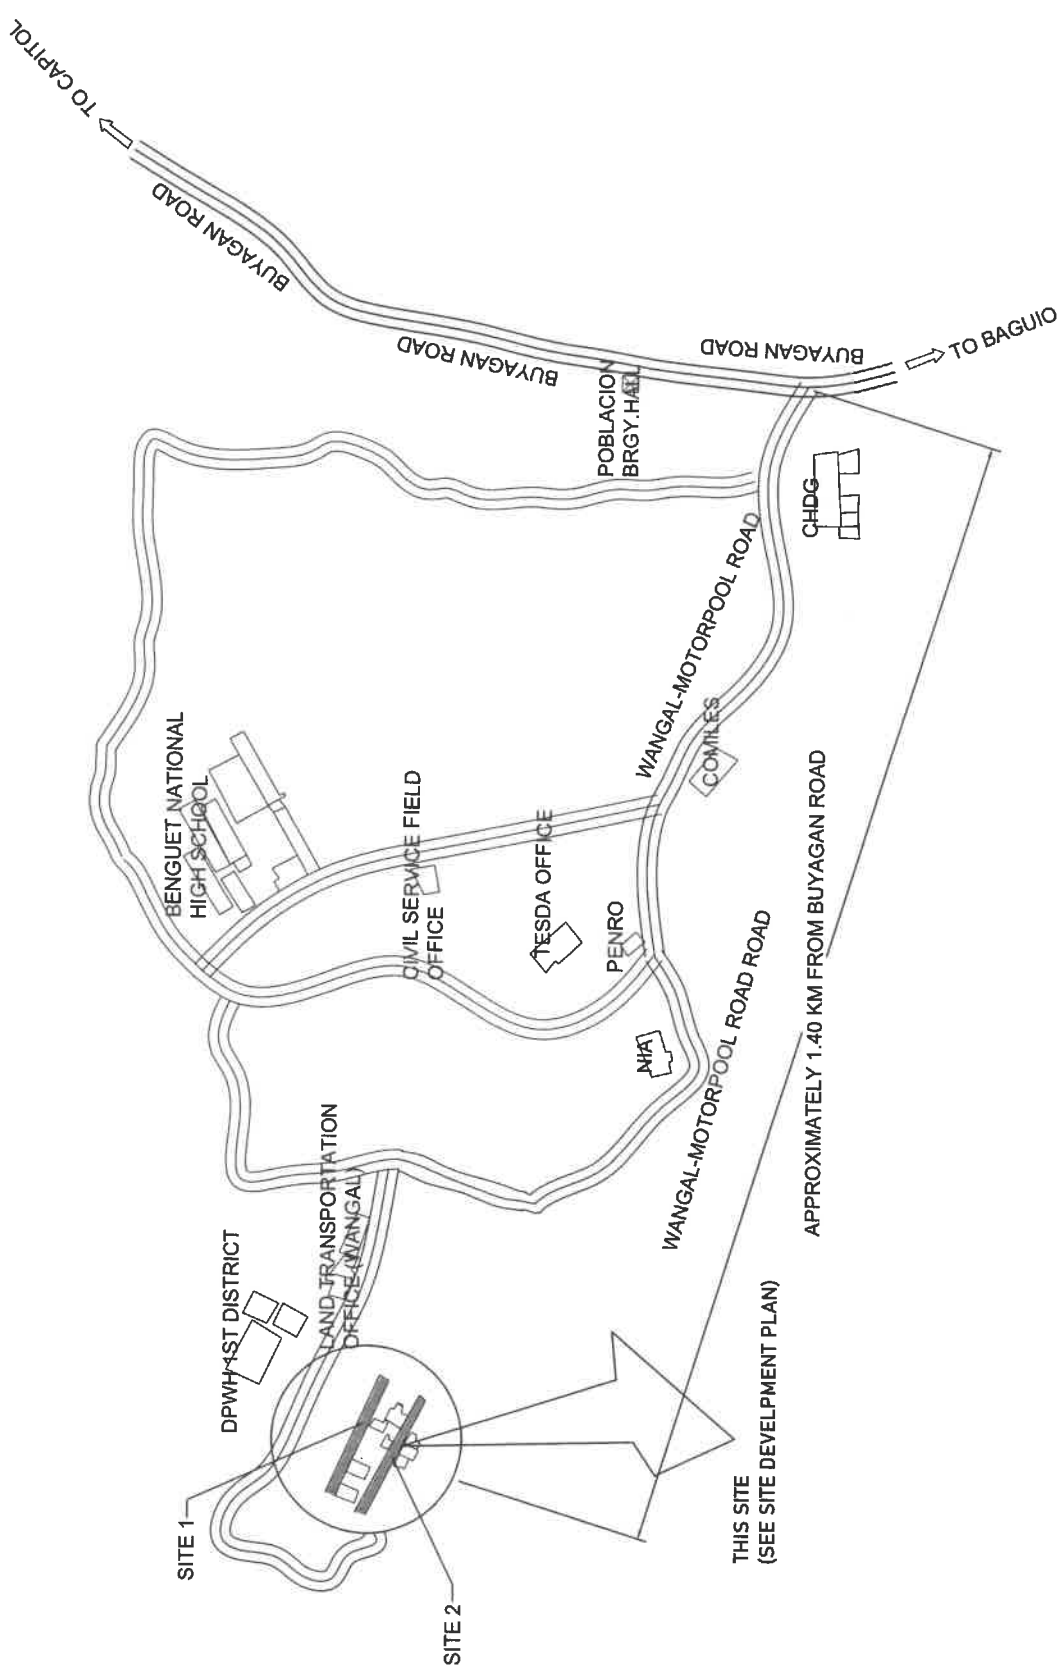 TO CAPITOL
BUYAGAN ROAD
BUYAGAN ROAD
BUYAGAN ROAD
TO BAGUIO
POBLACION
BRGY.HALL
CHDG
WANGAL-MOTORPOOL ROAD
COMILES
BENGUET NATIONAL
HIGH SCHOOL
CIVIL SERVICE FIELD
OFFICE
TESDA OFFICE
PENRO
NIA
WANGAL-MOTORPOOL ROAD ROAD
APPROXIMATELY 1.40 KM FROM BUYAGAN ROAD
LAND TRANSPORTATION
OFFICE (WANGAL)
DPWH 1ST DISTRICT
SITE 1
SITE 2
THIS SITE
(SEE SITE DEVELPMENT PLAN)